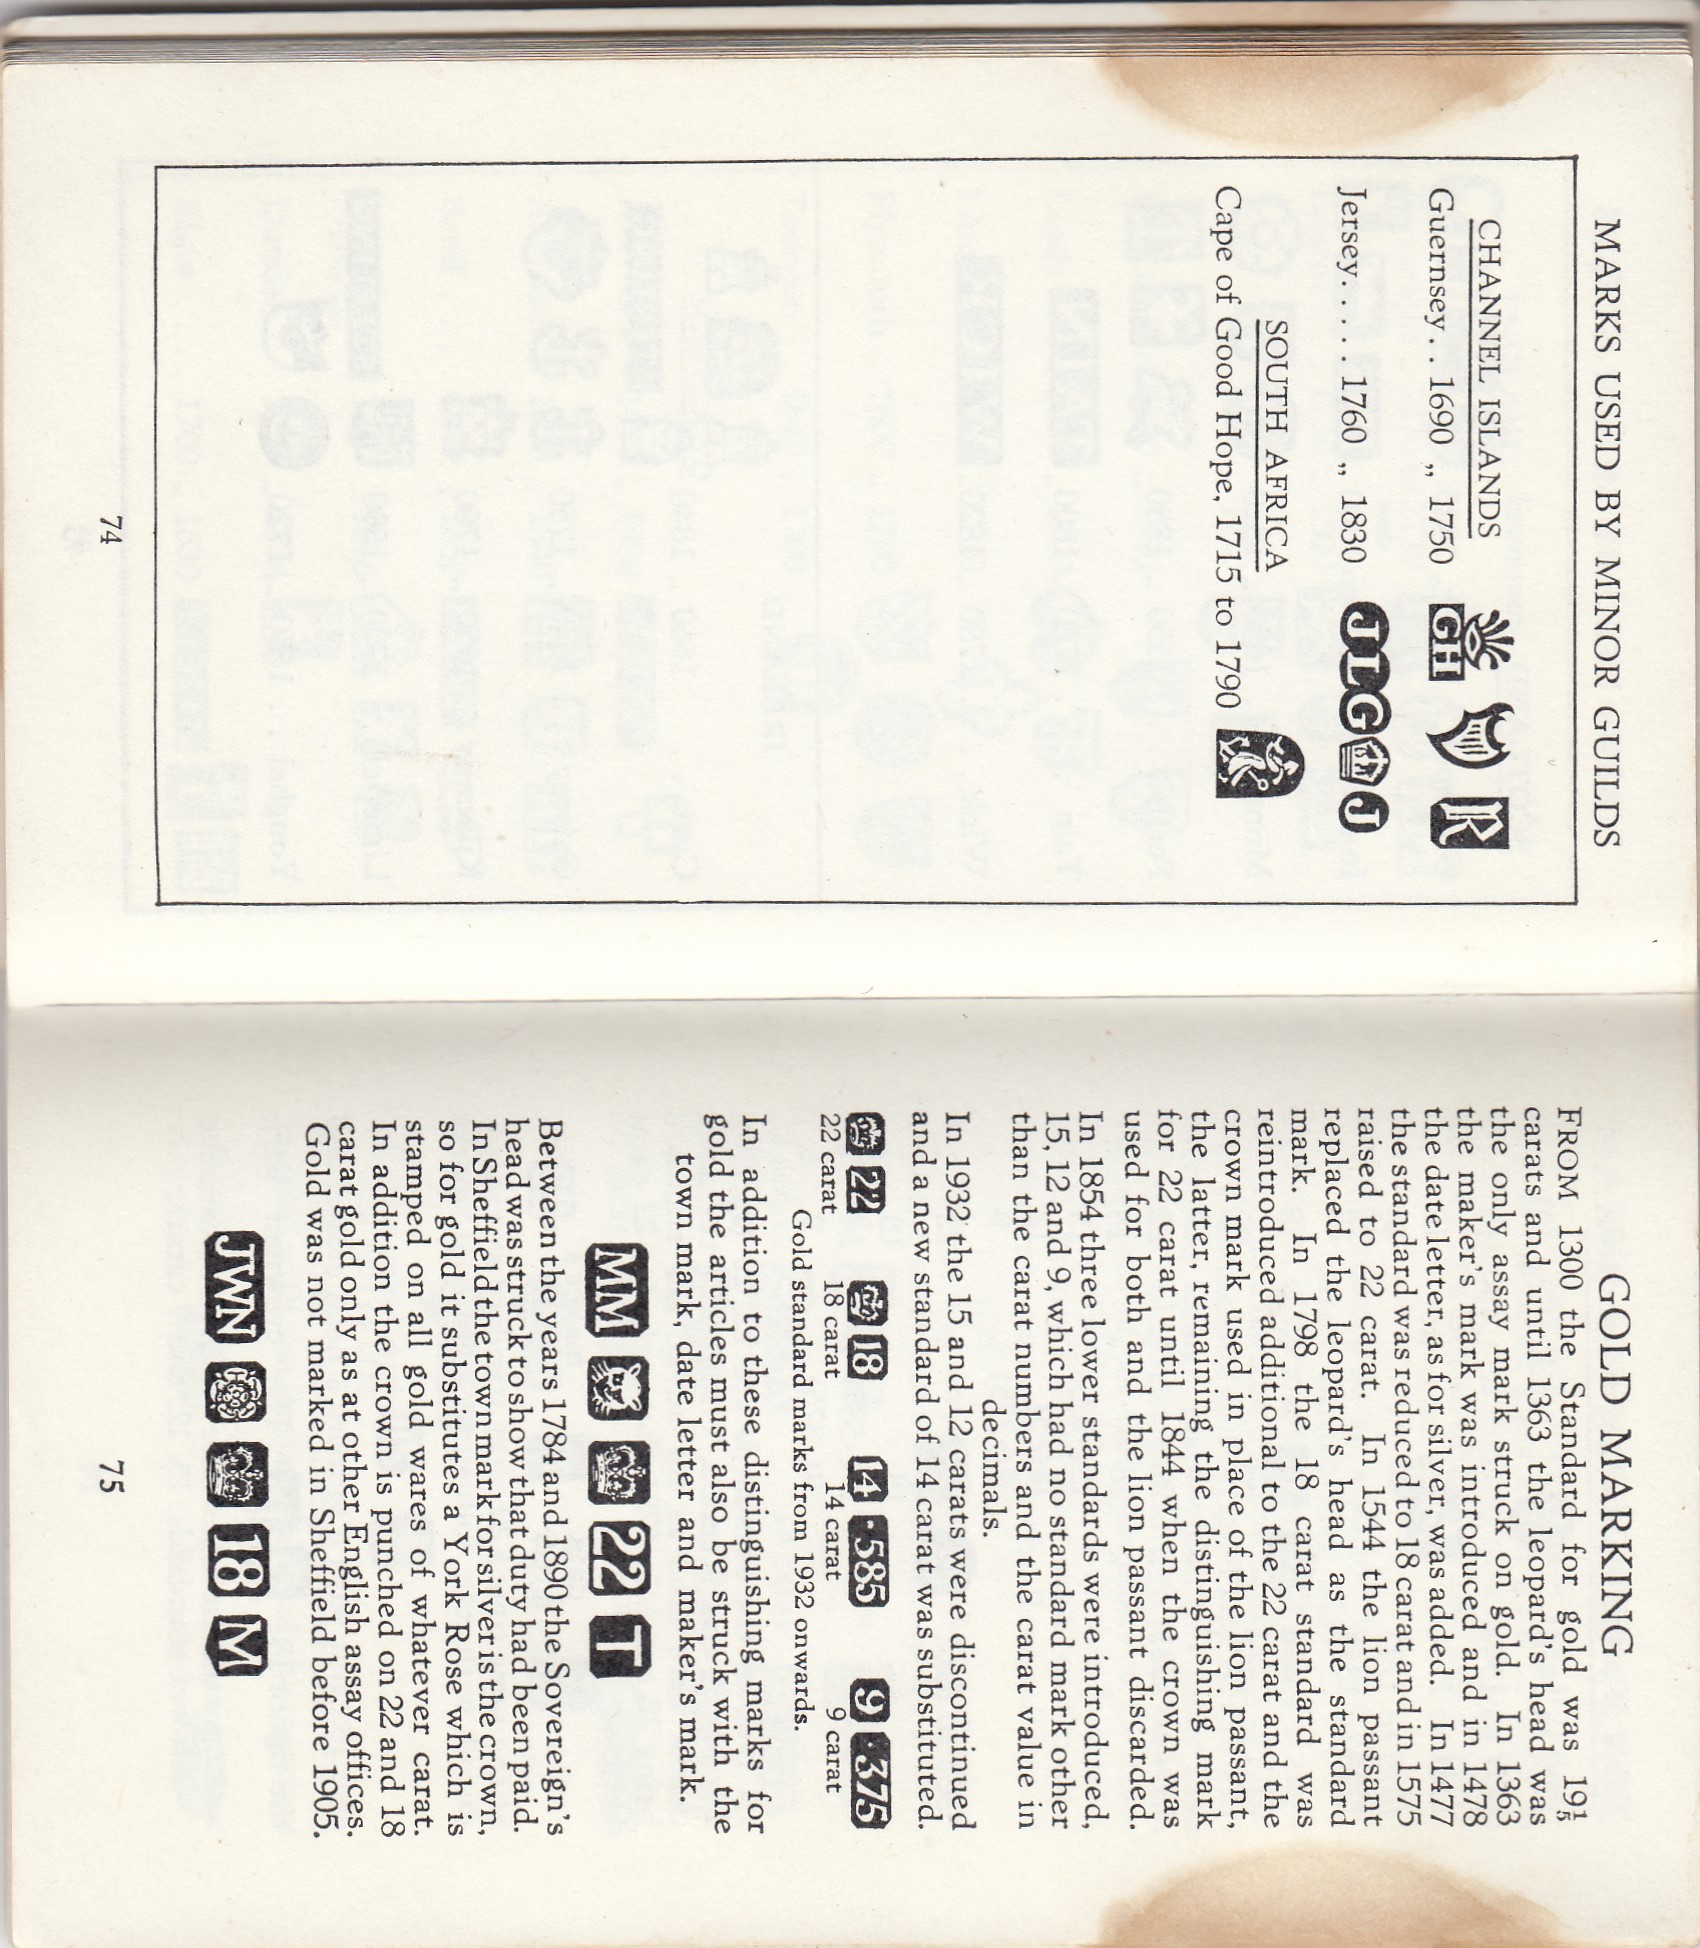 MARKS USED BY MINOR GUILDS
CHANNEL ISLANDS
Guernsey . . 1690 „ 1750 GH R
Jersey. . . . . 1760 „ 1830 JLG J
SOUTH AFRICA
Cape of Good Hope, 1715 to 1790
74
GOLD MARKING
FROM 1300 the Standard for gold was 19⅕
carats and until 1363 the leopard's head was
the only assay mark struck on gold. In 1363
the maker's mark was introduced and in 1478
the date letter, as for silver, was added. In 1477
the standard was reduced to 18 carat and in 1575
raised to 22 carat. In 1544 the lion passant
replaced the leopard's head as the standard
mark. In 1798 the 18 carat standard was
reintroduced additional to the 22 carat and the
crown mark used in place of the lion passant,
the latter, remaining the distinguishing mark
for 22 carat until 1844 when the crown was
used for both and the lion passant discarded.
In 1854 three lower standards were introduced,
15, 12 and 9, which had no standard mark other
than the carat numbers and the carat value in
decimals.
In 1932 the 15 and 12 carats were discontinued
and a new standard of 14 carat was substituted.
22 18 14 ·585 9 ·375
22 carat 18 carat 14 carat 9 carat
Gold standard marks from 1932 onwards.
In addition to these distinguishing marks for
gold the articles must also be struck with the
town mark, date letter and maker's mark.
MM 22 T
Between the years 1784 and 1890 the Sovereign's
head was struck to show that duty had been paid.
In Sheffield the town mark for silver is the crown,
so for gold it substitutes a York Rose which is
stamped on all gold wares of whatever carat.
In addition the crown is punched on 22 and 18
carat gold only as at other English assay offices.
Gold was not marked in Sheffield before 1905.
JWN 18 M
75